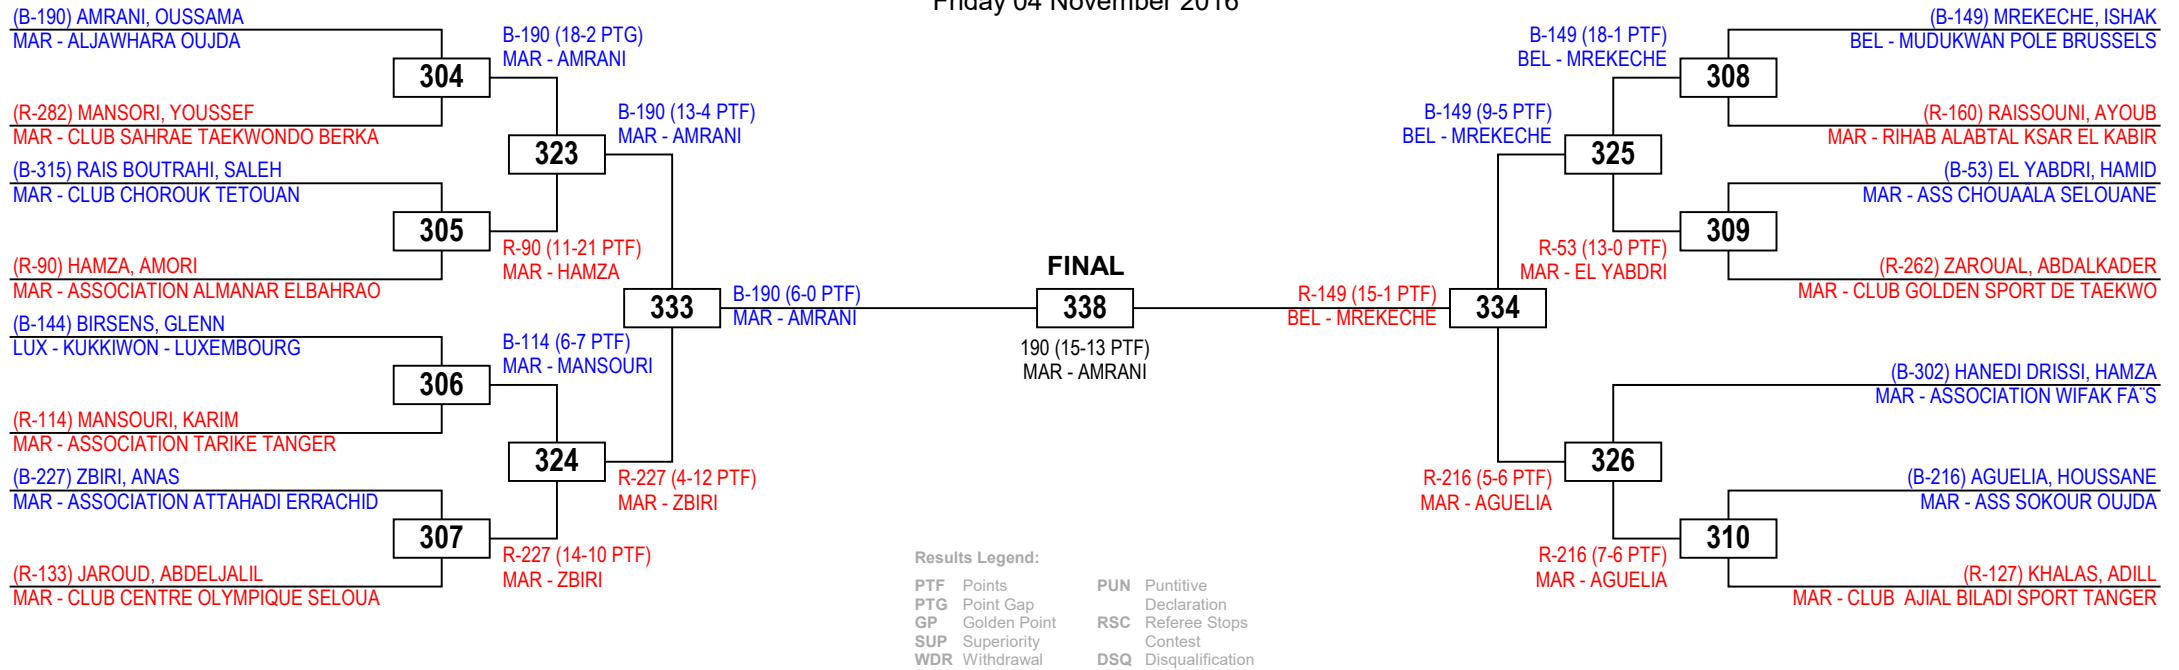 Friday 04 November 2016
(B-190) AMRANI, OUSSAMA
MAR - ALJAWHARA OUJDA
304
(R-282) MANSORI, YOUSSEF
MAR - CLUB SAHRAE TAEKWONDO BERKA
(B-315) RAIS BOUTRAHI, SALEH
MAR - CLUB CHOROUK TETOUAN
305
(R-90) HAMZA, AMORI
MAR - ASSOCIATION ALMANAR ELBAHRAO
(B-144) BIRSENS, GLENN
LUX - KUKKIWON - LUXEMBOURG
306
(R-114) MANSOURI, KARIM
MAR - ASSOCIATION TARIKE TANGER
(B-227) ZBIRI, ANAS
MAR - ASSOCIATION ATTAHADI ERRACHID
307
(R-133) JAROUD, ABDELJALIL
MAR - CLUB CENTRE OLYMPIQUE SELOUA
B-190 (18-2 PTG)
MAR - AMRANI
323
R-90 (11-21 PTF)
MAR - HAMZA
B-114 (6-7 PTF)
MAR - MANSOURI
324
R-227 (14-10 PTF)
MAR - ZBIRI
B-190 (13-4 PTF)
MAR - AMRANI
333
R-227 (4-12 PTF)
MAR - ZBIRI
B-190 (6-0 PTF)
MAR - AMRANI
FINAL
338
190 (15-13 PTF)
MAR - AMRANI
R-149 (15-1 PTF)
BEL - MREKECHE
334
B-149 (9-5 PTF)
BEL - MREKECHE
R-216 (5-6 PTF)
MAR - AGUELIA
B-149 (18-1 PTF)
BEL - MREKECHE
325
R-53 (13-0 PTF)
MAR - EL YABDRI
326
R-216 (7-6 PTF)
MAR - AGUELIA
(B-149) MREKECHE, ISHAK
BEL - MUDUKWAN POLE BRUSSELS
308
(R-160) RAISSOUNI, AYOUB
MAR - RIHAB ALABTAL KSAR EL KABIR
(B-53) EL YABDRI, HAMID
MAR - ASS CHOUAÀLA SELOUANE
309
(R-262) ZAROUAL, ABDALKADER
MAR - CLUB GOLDEN SPORT DE TAEKWO
(B-302) HANEDI DRISSI, HAMZA
MAR - ASSOCIATION WIFAK FÃ¨S
(B-216) AGUELIA, HOUSSANE
MAR - ASS SOKOUR OUJDA
310
(R-127) KHALAS, ADILL
MAR - CLUB  AJIAL BILADI SPORT TANGER
Results Legend:
PTF Points
PTG Point Gap
GP Golden Point
SUP Superiority
WDR Withdrawal
PUN Puntitive
Declaration
RSC Referee Stops
Contest
DSQ Disqualification